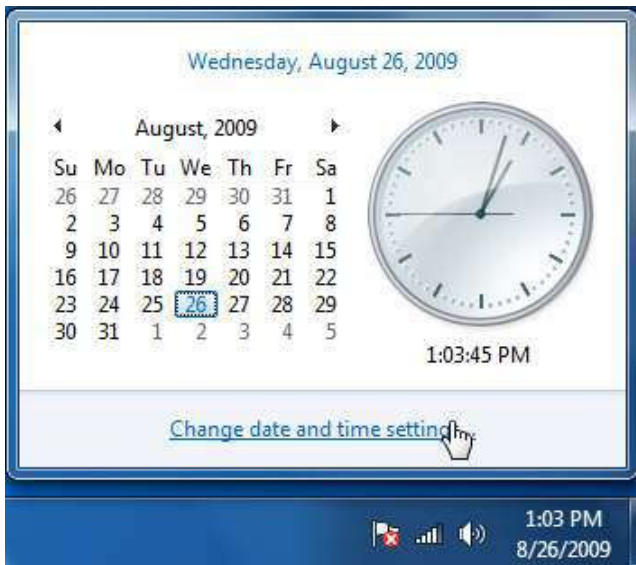 Wednesday, August 26, 2009
August, 2009
Su Mo Tu We Th Fr Sa
26 27 28 29 30 31 1
2 3 4 5 6 7 8
9 10 11 12 13 14 15
16 17 18 19 20 21 22
23 24 25 26 27 28 29
30 31 1 2 3 4 5
1:03:45 PM
Change date and time setting
1:03 PM
8/26/2009